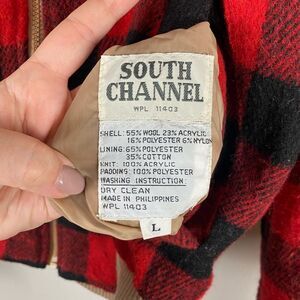 SOUTH
CHANNEL
WPL 11403
SHELL: 55% WOOL 23% ACRYLIC
16% POLYESTER 6% NYLON
LINING: 65% POLYESTER
35% COTTON
KNIT: 100% ACRYLIC
PADDING: 100% POLYESTER
WASHING INSTRUCTION:
DRY CLEAN
MADE IN PHILIPPINES
WPL 11403
L